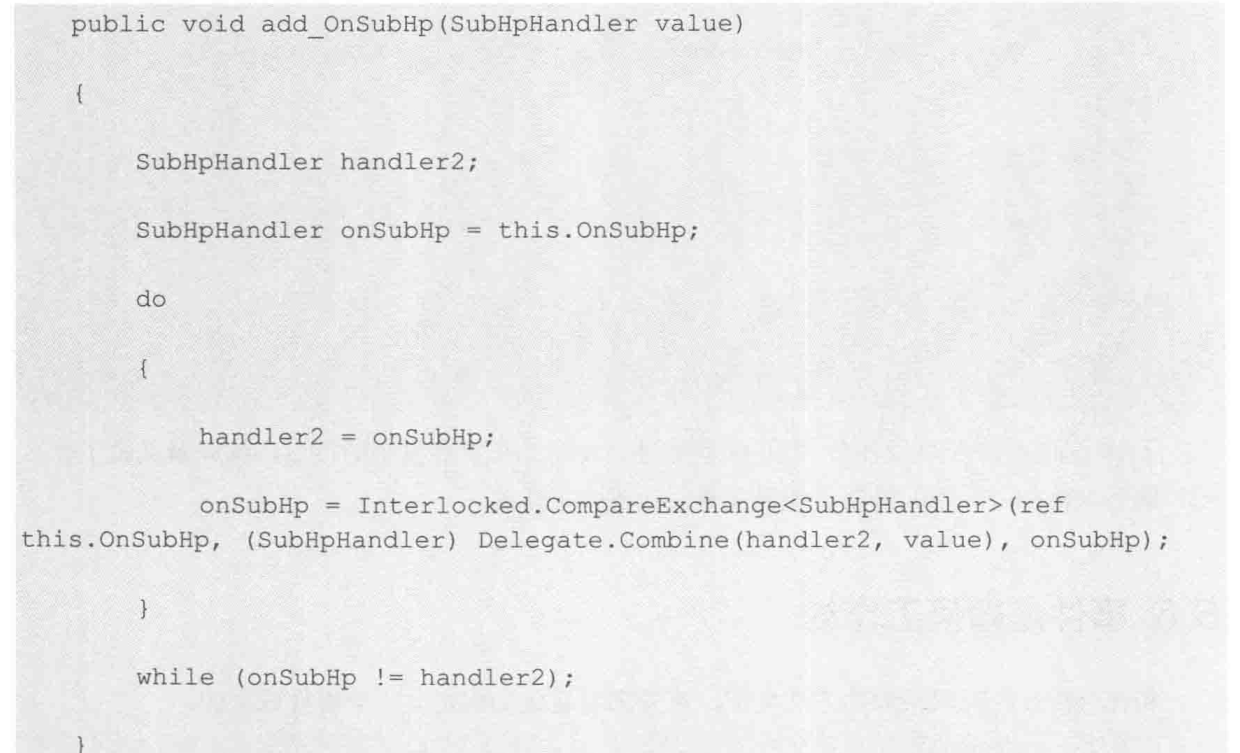 public void add_OnSubHp(SubHpHandler value)
{
SubHpHandler handler2;
SubHpHandler onSubHp = this.OnSubHp;
do
{
handler2 = onSubHp;
onSubHp = Interlocked.CompareExchange<SubHpHandler>(ref
this.OnSubHp, (SubHpHandler) Delegate.Combine(handler2, value), onSubHp);
}
while (onSubHp != handler2);
}